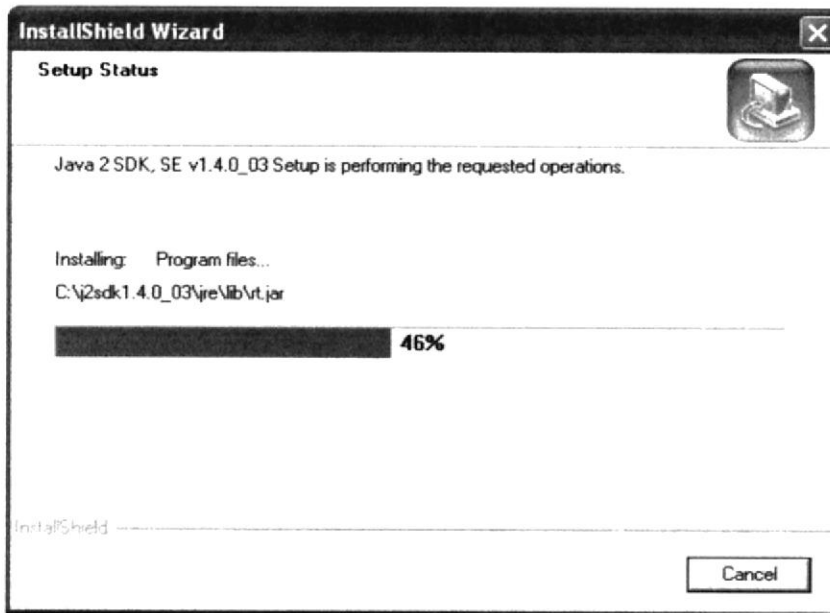 InstallShield Wizard
Setup Status
Java 2 SDK, SE v1.4.0_03 Setup is performing the requested operations.
Installing: Program files...
C:\j2sdk1.4.0_03\jre\lib\rt.jar
46%
InstallShield
Cancel